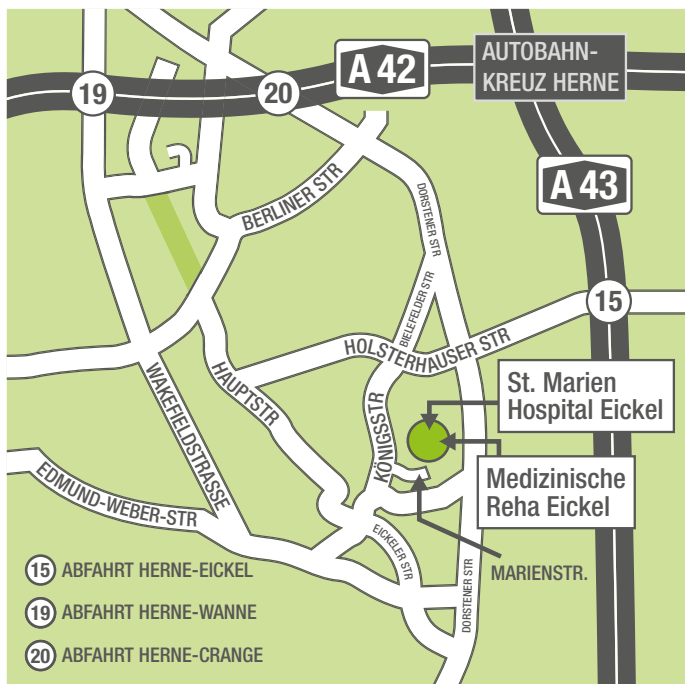 19
20
A 42
AUTOBAHN-
KREUZ HERNE
A 43
15
BERLINER STR
DORSTENER STR
BIELEFELDER STR
HOLSTERHAUSER STR
WAKEFIELDSTRASSE
HAUPTSTR
KÖNIGSSTR
St. Marien
Hospital Eickel
Medizinische
Reha Eickel
EDMUND-WEBER-STR
EICKELER STR
MARIENSTR.
DORSTENER STR
15 ABFAHRT HERNE-EICKEL
19 ABFAHRT HERNE-WANNE
20 ABFAHRT HERNE-CRANGE